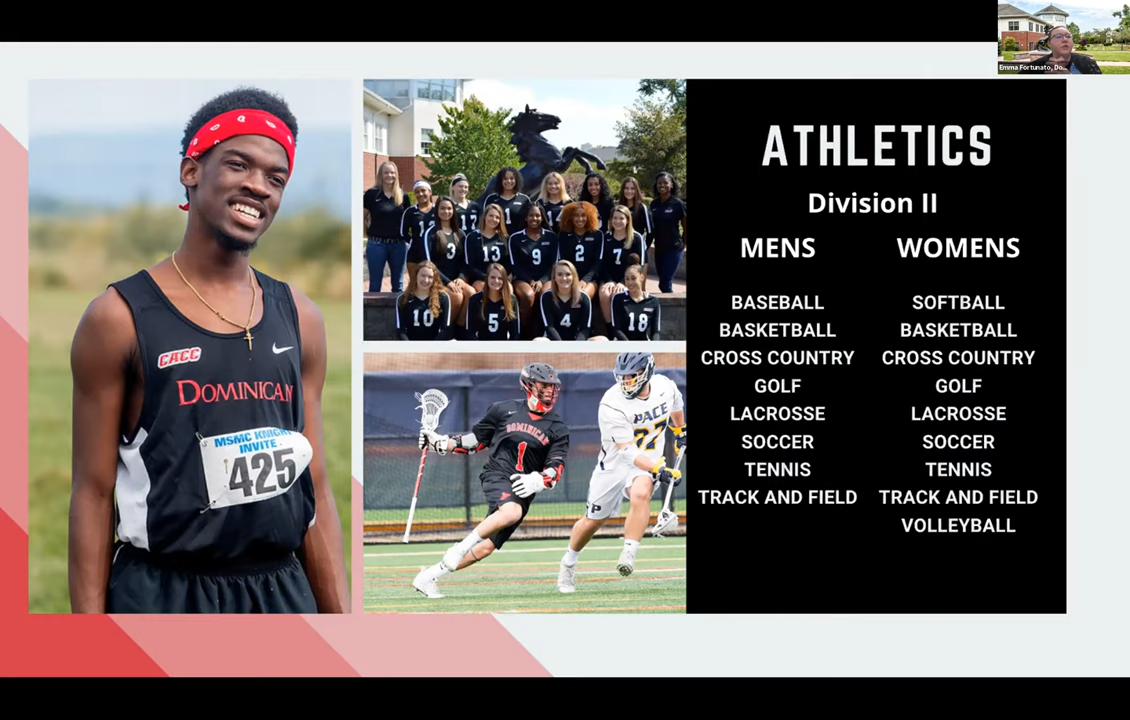 Emma Fortunato, Do...
ATHLETICS
Division II
MENS
WOMENS
BASEBALL
BASKETBALL
CROSS COUNTRY
GOLF
LACROSSE
SOCCER
TENNIS
TRACK AND FIELD
SOFTBALL
BASKETBALL
CROSS COUNTRY
GOLF
LACROSSE
SOCCER
TENNIS
TRACK AND FIELD
VOLLEYBALL
CACC
DOMINICAN
MSMC KNIGHT
INVITE
425
1
3
13
9
2
7
10
5
4
18
DOMINICAN
1
PACE
27
P